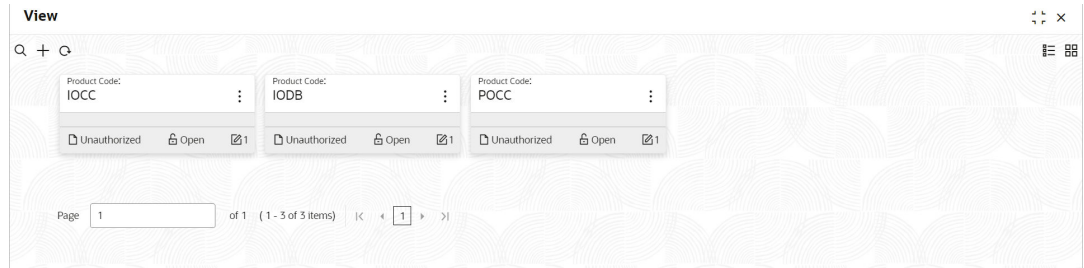 View
Product Code:
IOCC
Unauthorized Open 1
Product Code:
IODB
Unauthorized Open 1
Product Code:
POCC
Unauthorized Open 1
Page 1 of 1 ( 1 - 3 of 3 items) 1